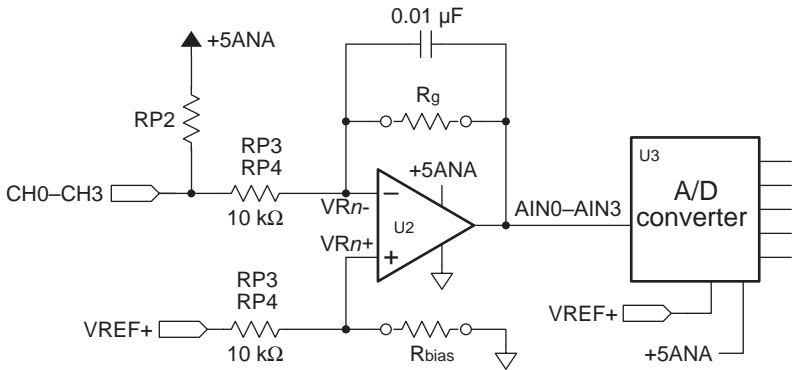 0.01 µF
+5ANA
Rg
RP2
RP3
RP4
U3
+5ANA
A/D
converter
CH0–CH3
–
10 kΩ
VRn-
U2
AIN0–AIN3
VRn+
+
RP3
RP4
VREF+
VREF+
10 kΩ
Rbias
+5ANA